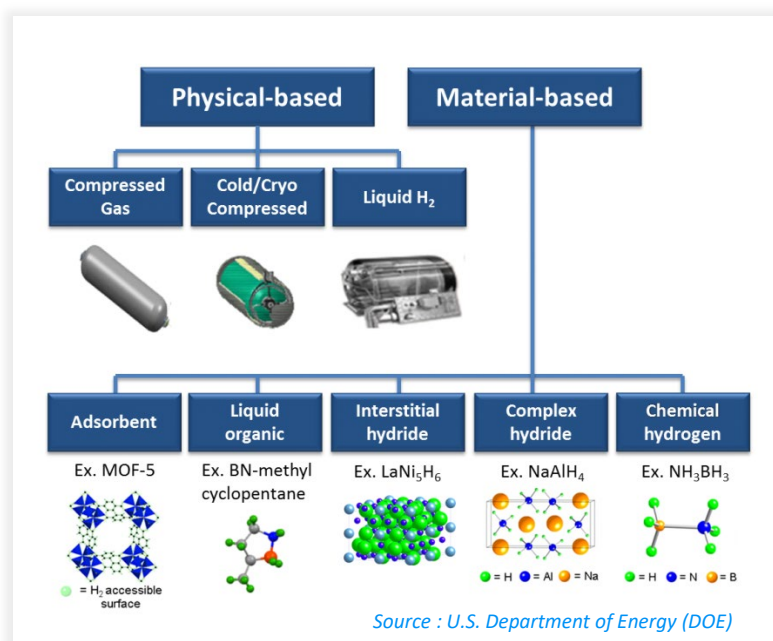 Physical-based
Material-based
Compressed
Gas
Cold/Cryo
Compressed
Liquid H₂
Adsorbent
Liquid
organic
Interstitial
hydride
Complex
hydride
Chemical
hydrogen
Ex. MOF-5
Ex. BN-methyl
cyclopentane
Ex. LaNi₅H₆
Ex. NaAlH₄
Ex. NH₃BH₃
= H₂ accessible
surface
= H = Al = Na
= H = N = B
Source : U.S. Department of Energy (DOE)